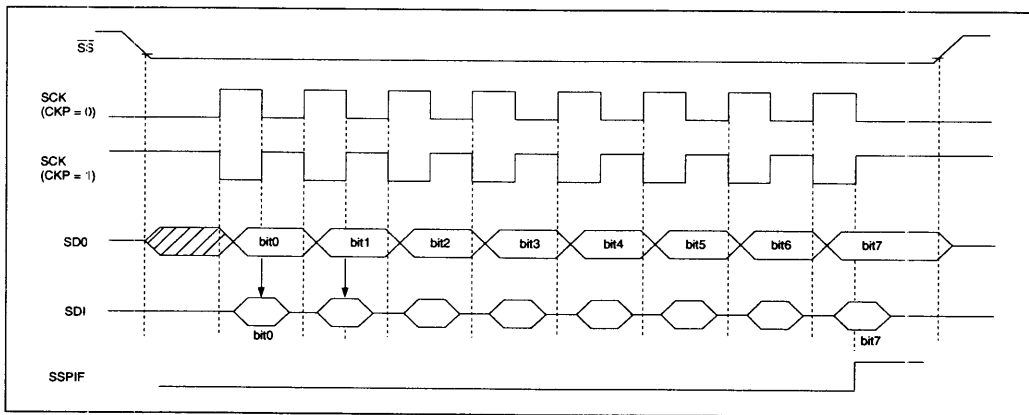 SS
SCK
(CKP = 0)
SCK
(CKP = 1)
SD0
bit0
bit1
bit2
bit3
bit4
bit5
bit6
bit7
SDI
bit0
bit7
SSPIF